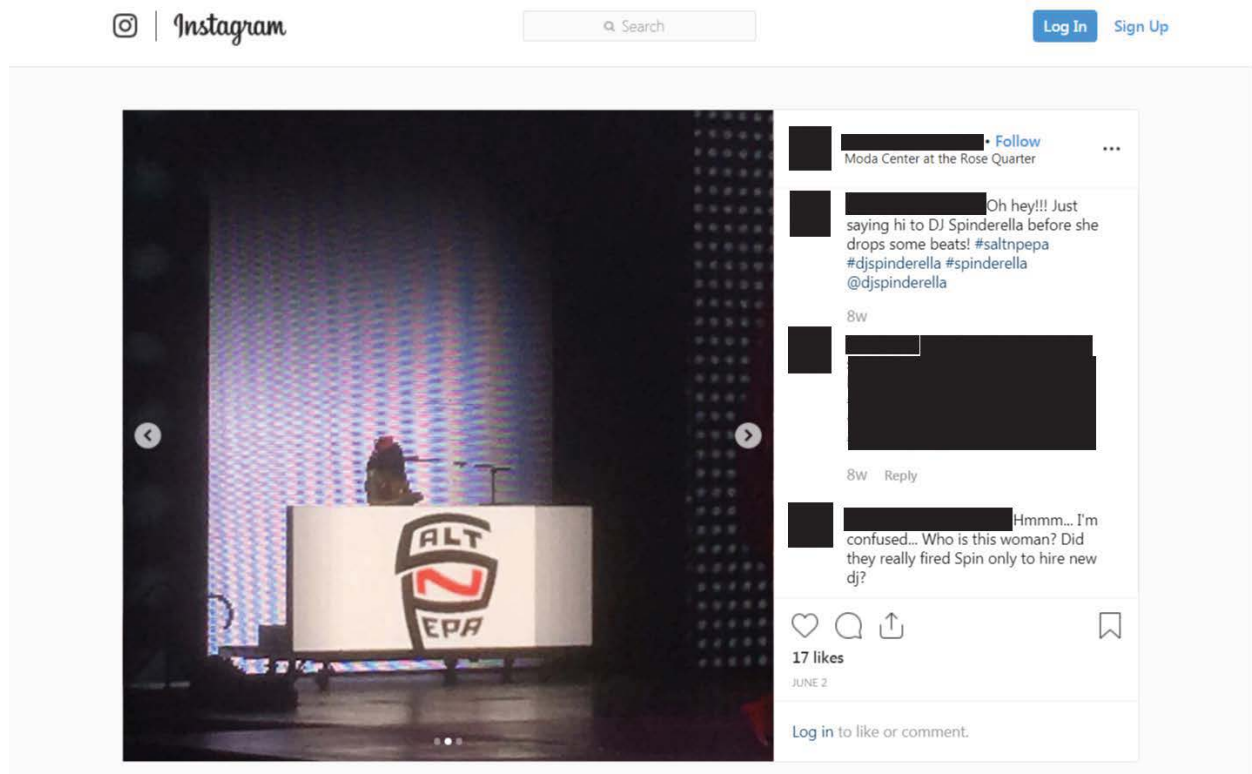 Instagram
Search
Log In
Sign Up
ALT
N
EPA
• Follow
•••
Moda Center at the Rose Quarter
Oh hey!!! Just
saying hi to DJ Spinderella before she
drops some beats! #saltnpepa
#djspinderella #spinderella
@djspinderella
8w
8w Reply
Hmmm... I'm
confused... Who is this woman? Did
they really fired Spin only to hire new
dj?
17 likes
JUNE 2
Log in to like or comment.